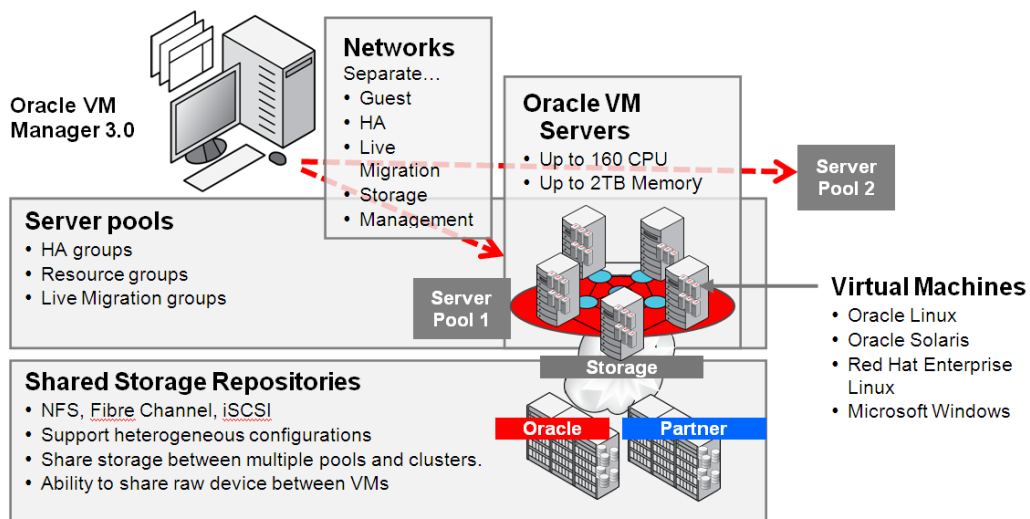 Oracle VM
Manager 3.0
Networks
Separate…
• Guest
• HA
• Live
Migration
• Storage
• Management
Oracle VM
Servers
• Up to 160 CPU
• Up to 2TB Memory
Server
Pool 2
Server pools
• HA groups
• Resource groups
• Live Migration groups
Server
Pool 1
Virtual Machines
• Oracle Linux
• Oracle Solaris
• Red Hat Enterprise
Linux
• Microsoft Windows
Storage
Shared Storage Repositories
• NFS, Fibre Channel, iSCSI
• Support heterogeneous configurations
• Share storage between multiple pools and clusters.
• Ability to share raw device between VMs
Oracle
Partner